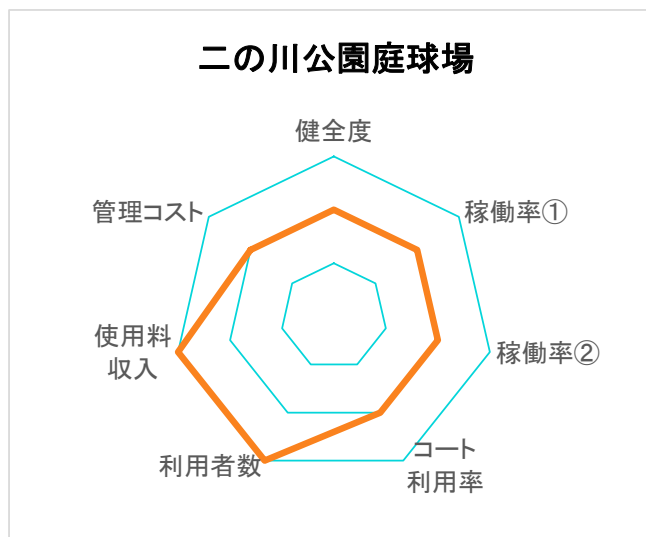 二の川公園庭球場
健全度
管理コスト
稼働率①
使用料
収入
稼働率②
利用者数
コート
利用率